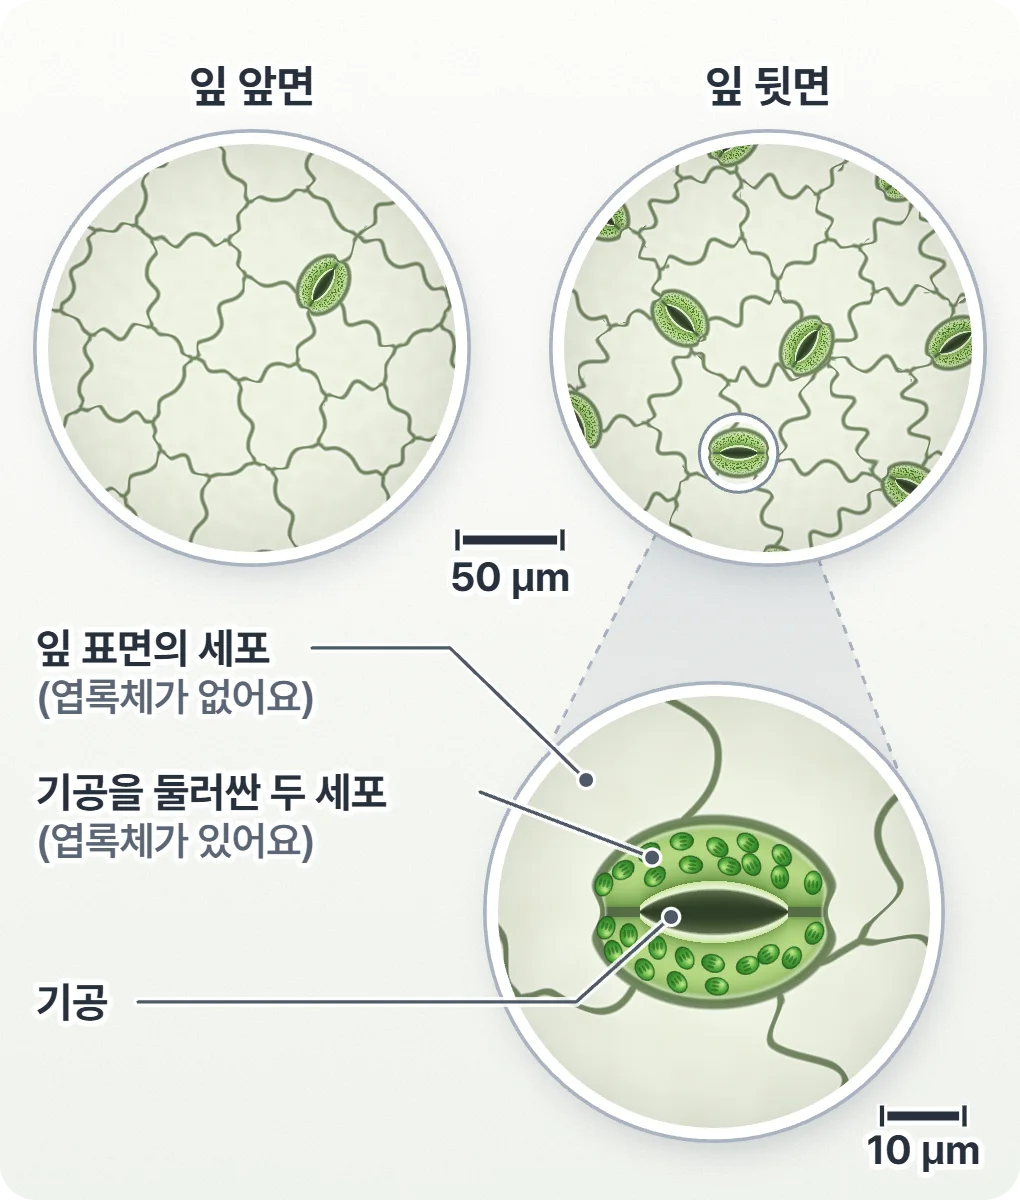 잎 앞면
잎 뒷면
50 µm
잎 표면의 세포
(엽록체가 없어요)
기공을 둘러싼 두 세포
(엽록체가 있어요)
기공
10 µm